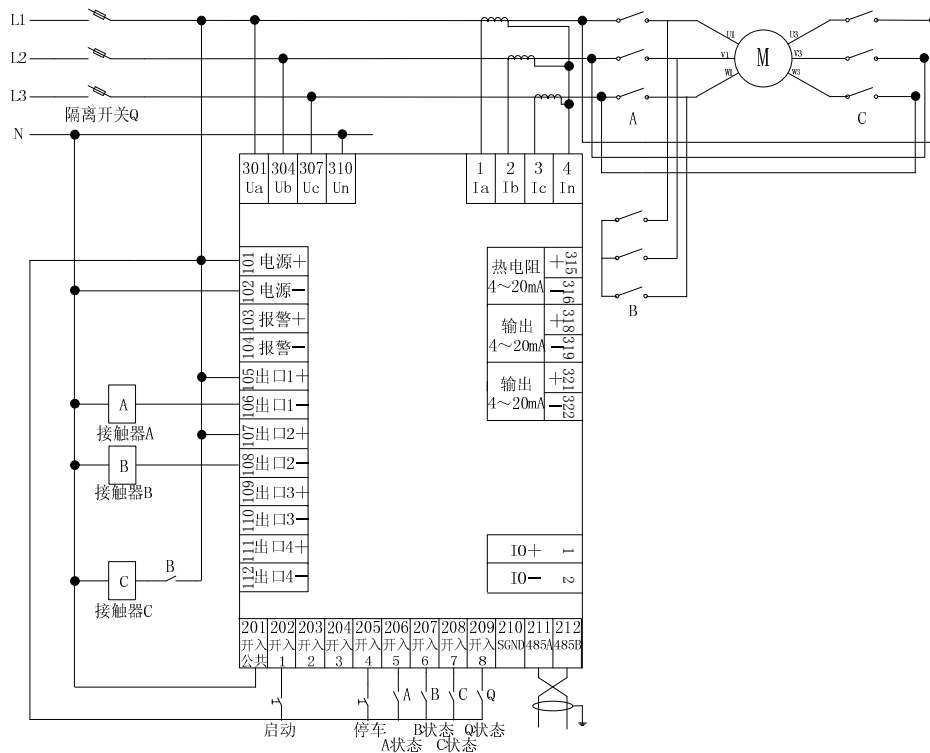 L1
L2
L3
隔离开关Q
N
U1
V1
W1
M
U3
V3
W3
A
C
B
301 304 307 310
Ua Ub Uc Un
1 2 3 4
Ia Ib Ic In
101 电源+
102 电源-
103 报警+
104 报警-
105 出口1+
106 出口1-
107 出口2+
108 出口2-
109 出口3+
110 出口3-
111 出口4+
112 出口4-
A
接触器A
B
接触器B
C
B
接触器C
热电阻 + 315
4～20mA - 316
输出 + 318
4～20mA - 319
输出 + 321
4～20mA - 322
IO+ 1
IO- 2
201 202 203 204 205 206 207 208 209 210 211 212
开入 开入 开入 开入 开入 开入 开入 开入 开入 SGND 485A 485B
公共 1 2 3 4 5 6 7 8
A B C Q
启动 停车 B状态 Q状态
A状态 C状态